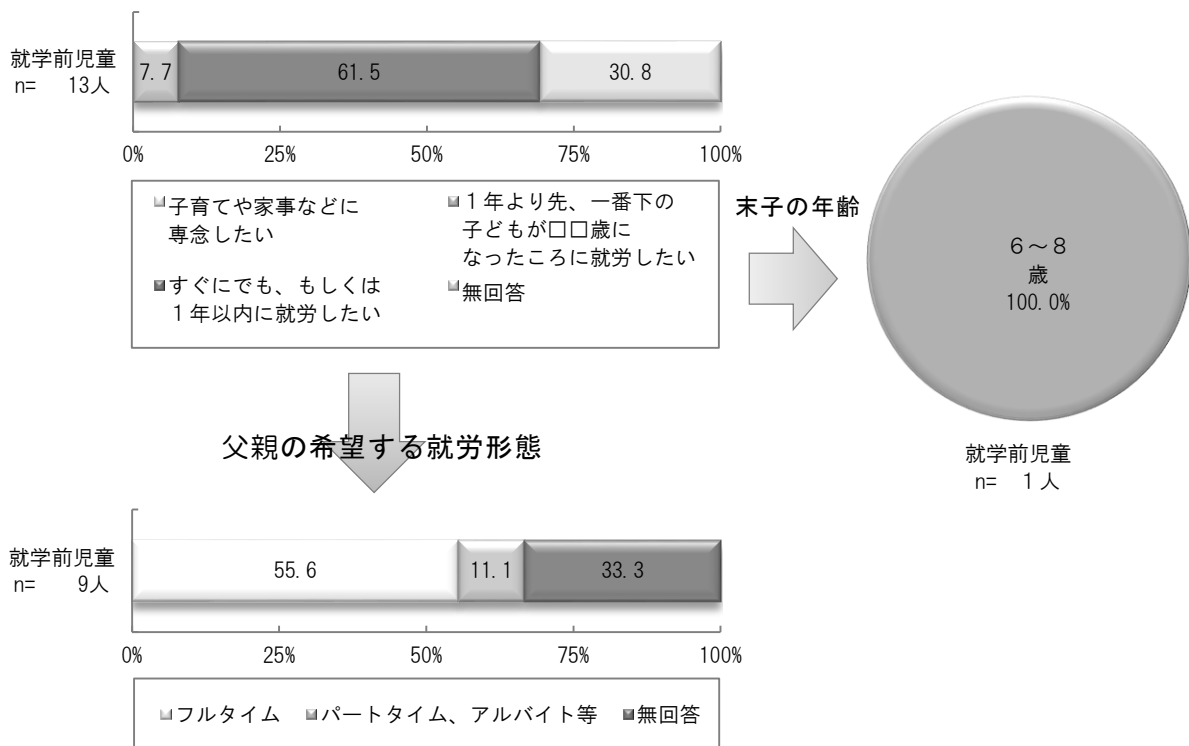 就学前児童
n= 13人
7.7
61.5
30.8
0%
25%
50%
75%
100%
子育てや家事などに
専念したい
１年より先、一番下の
子どもが□□歳に
なったころに就労したい
すぐにでも、もしくは
１年以内に就労したい
無回答
末子の年齢
６～８
歳
100.0%
就学前児童
n= １人
父親の希望する就労形態
就学前児童
n= 9人
55.6
11.1
33.3
0%
25%
50%
75%
100%
フルタイム
パートタイム、アルバイト等
無回答